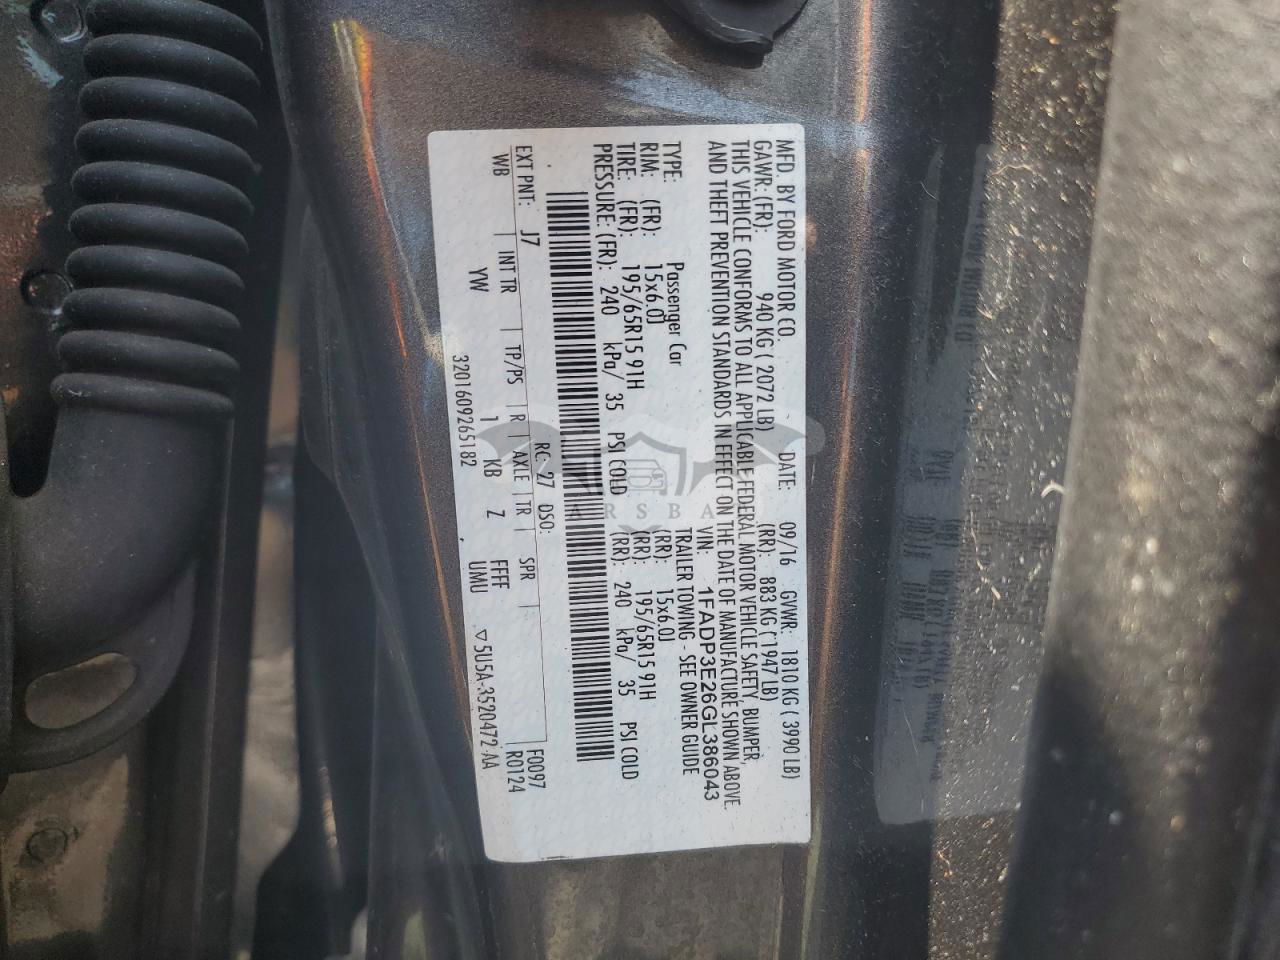 MFD. BY FORD MOTOR CO.
DATE: 09/16 GVWR: 1810 KG ( 3990 LB)
GAWR: (FR): 940 KG ( 2072 LB) (RR): 883 KG ( 1947 LB)
THIS VEHICLE CONFORMS TO ALL APPLICABLE FEDERAL MOTOR VEHICLE SAFETY, BUMPER,
AND THEFT PREVENTION STANDARDS IN EFFECT ON THE DATE OF MANUFACTURE SHOWN ABOVE.
VIN: 1FADP3E26GL386043
TYPE: Passenger Car TRAILER TOWING - SEE OWNER GUIDE
RIM: (FR): 15x6.0J (RR): 15x6.0J
TIRE: (FR): 195/65R15 91H (RR): 195/65R15 91H
PRESSURE: (FR): 240 kPa/ 35 PSI COLD (RR): 240 kPa/ 35 PSI COLD
EXT PNT: J7 RC: 27 DSO: F0097
WB INT TR TP/PS R AXLE TR SPR R0124
YW 1 KB Z FFFF
3201609265182 UMU ▽ 5U5A-3520472-AA